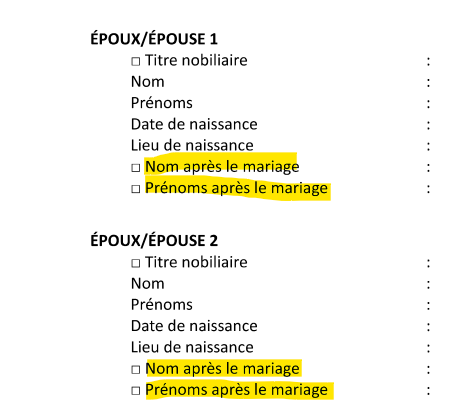 ÉPOUX/ÉPOUSE 1
□ Titre nobiliaire :
Nom :
Prénoms :
Date de naissance :
Lieu de naissance :
□ Nom après le mariage :
□ Prénoms après le mariage :
ÉPOUX/ÉPOUSE 2
□ Titre nobiliaire :
Nom :
Prénoms :
Date de naissance :
Lieu de naissance :
□ Nom après le mariage :
□ Prénoms après le mariage :